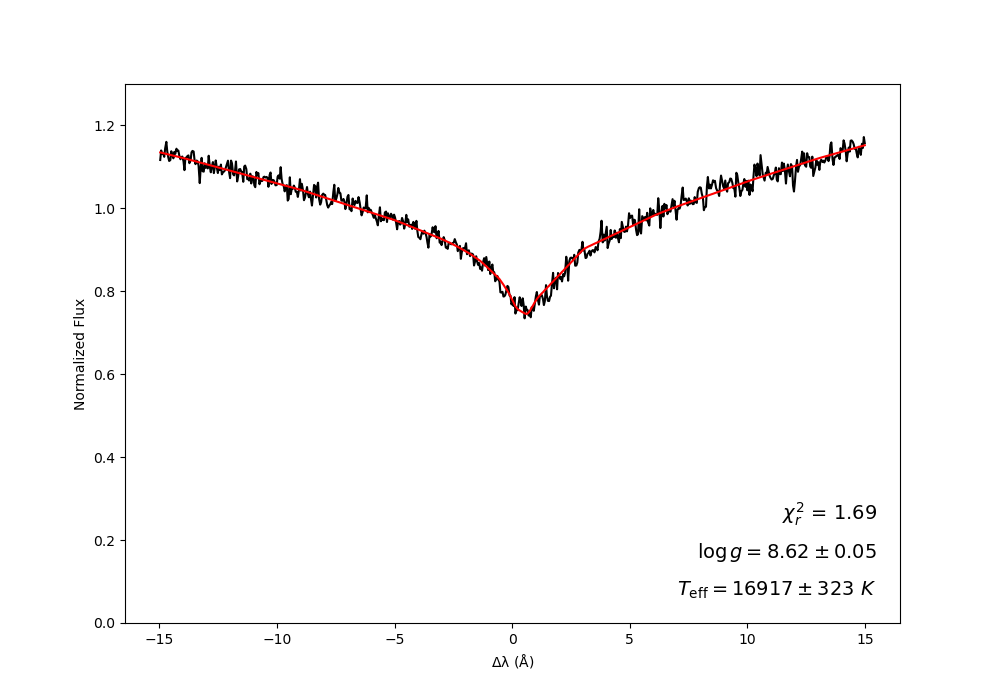 1.2
1.0
0.8
0.6
0.4
0.2
0.0
Normalized Flux
χ²ᵣ = 1.69
log g = 8.62 ± 0.05
T_eff = 16917 ± 323 K
−15 −10 −5 0 5 10 15
Δλ (Å)